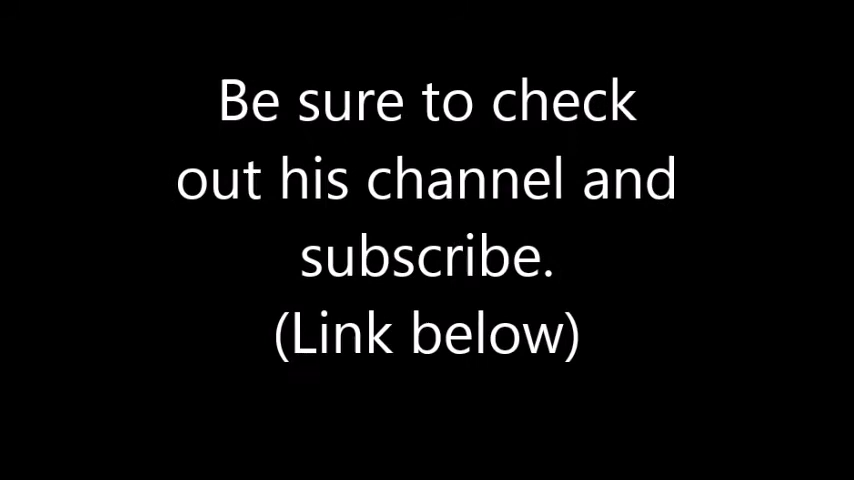 Be sure to check
out his channel and
subscribe.
(Link below)